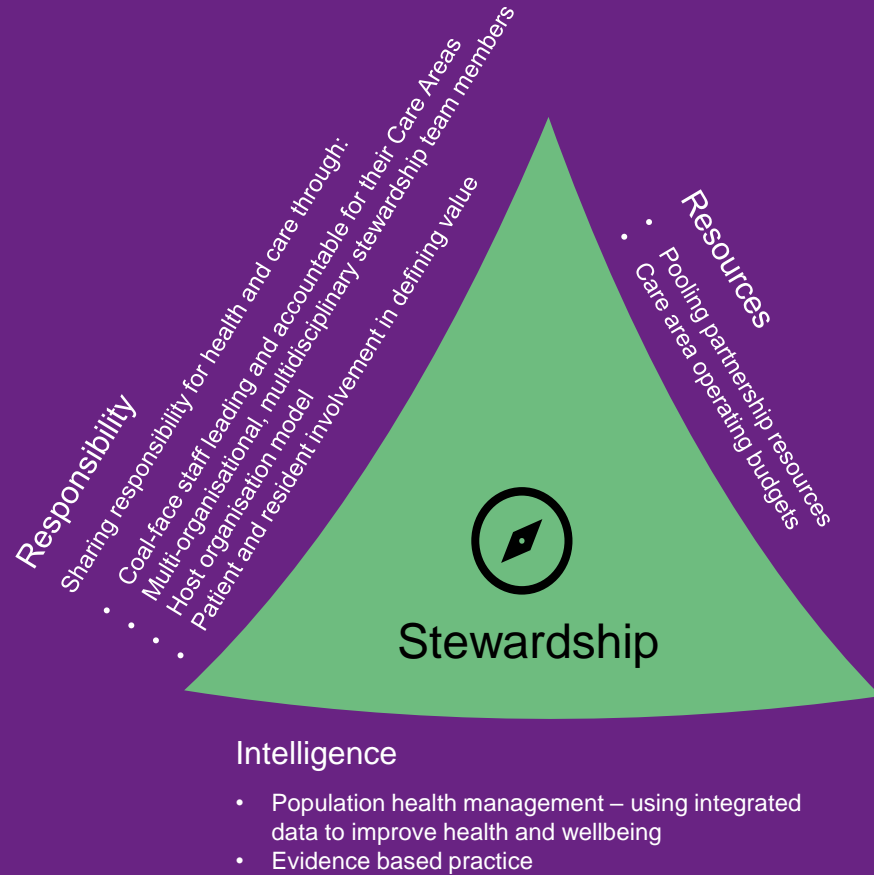 Responsibility
Sharing responsibility for health and care through:
• Coal-face staff leading and accountable for their Care Areas
• Multi-organisational, multidisciplinary stewardship team members
• Host organisation model
• Patient and resident involvement in defining value
Resources
• Pooling partnership resources
• Care area operating budgets
Stewardship
Intelligence
• Population health management – using integrated
data to improve health and wellbeing
• Evidence based practice